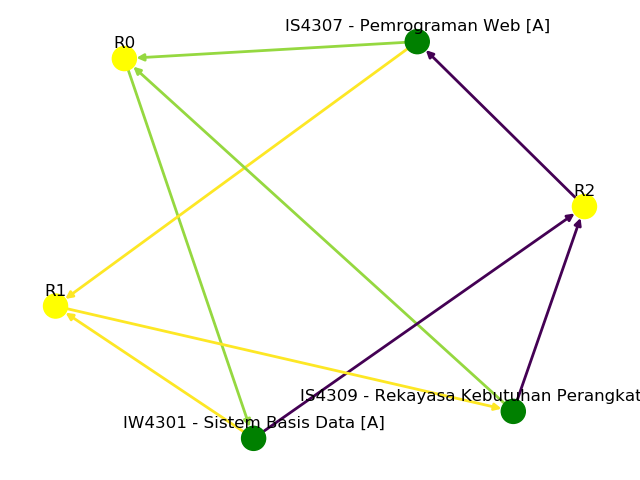 IS4307 - Pemrograman Web [A]
R0
R2
R1
IS4309 - Rekayasa Kebutuhan Perangkat
IW4301 - Sistem Basis Data [A]